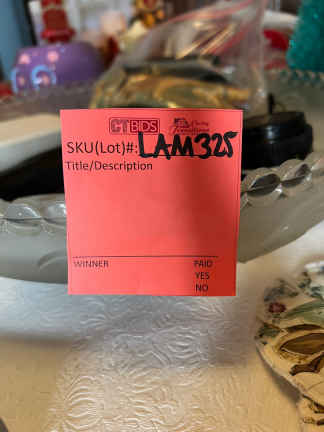 CTBIDS
SKU(Lot)#: LAM325
Title/Description
WINNER PAID
YES
NO